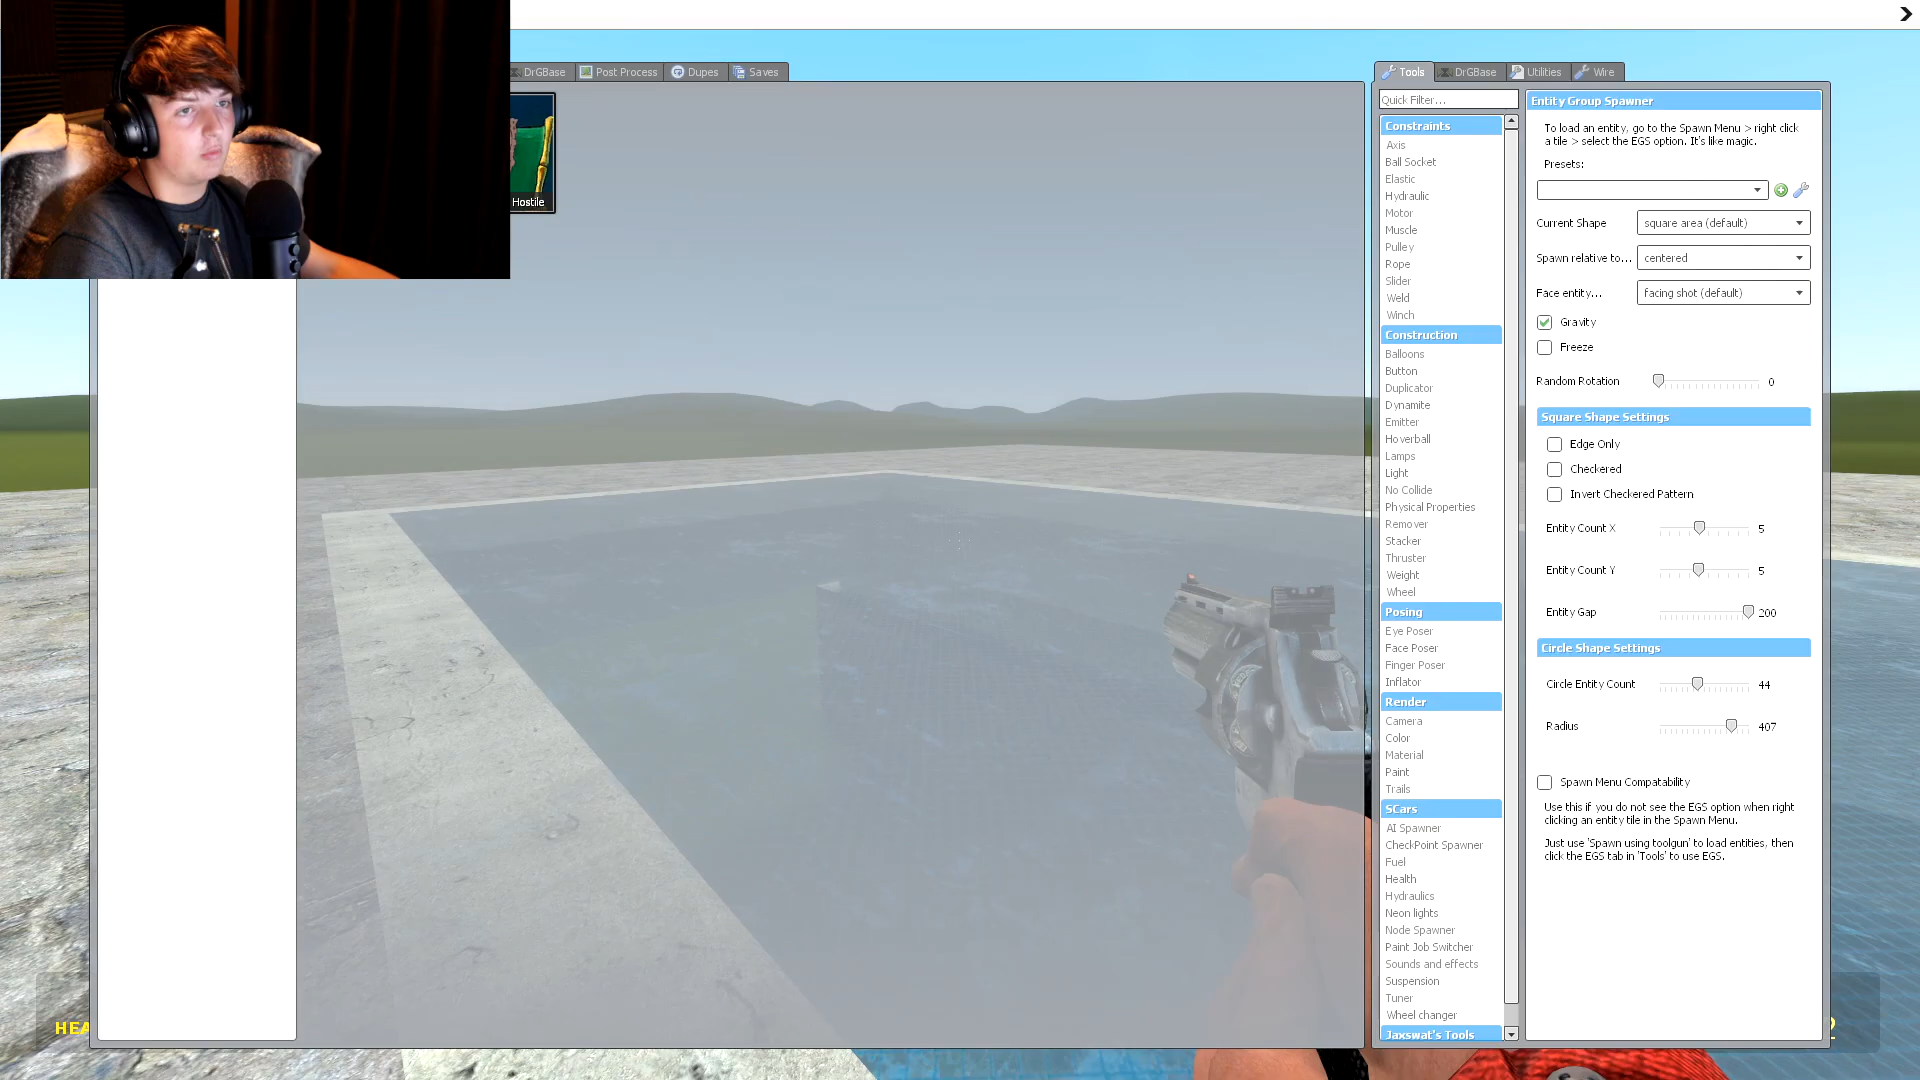 DrGBase
Post Process
Dupes
Saves
Hostile
HEA
Tools
DrGBase
Utilities
Wire
Quick Filter...
Constraints
Axis
Ball Socket
Elastic
Hydraulic
Motor
Muscle
Pulley
Rope
Slider
Weld
Winch
Construction
Balloons
Button
Duplicator
Dynamite
Emitter
Hoverball
Lamps
Light
No Collide
Physical Properties
Remover
Stacker
Thruster
Weight
Wheel
Posing
Eye Poser
Face Poser
Finger Poser
Inflator
Render
Camera
Color
Material
Paint
Trails
SCars
AI Spawner
CheckPoint Spawner
Fuel
Health
Hydraulics
Neon lights
Node Spawner
Paint Job Switcher
Sounds and effects
Suspension
Tuner
Wheel changer
Jaxswat's Tools
Entity Group Spawner
To load an entity, go to the Spawn Menu > right click
a tile > select the EGS option. It's like magic.
Presets:
Current Shape square area (default)
Spawn relative to... centered
Face entity... facing shot (default)
Gravity
Freeze
Random Rotation 0
Square Shape Settings
Edge Only
Checkered
Invert Checkered Pattern
Entity Count X 5
Entity Count Y 5
Entity Gap 200
Circle Shape Settings
Circle Entity Count 44
Radius 407
Spawn Menu Compatability
Use this if you do not see the EGS option when right
clicking an entity tile in the Spawn Menu.
Just use 'Spawn using toolgun' to load entities, then
click the EGS tab in 'Tools' to use EGS.